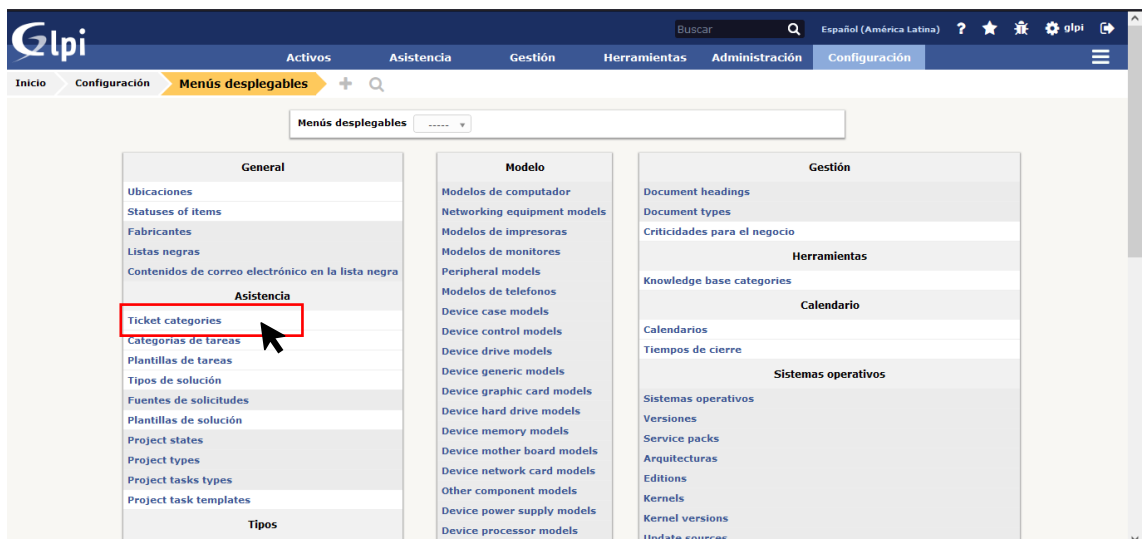 Glpi
Buscar Español (América Latina) ? glpi
Activos Asistencia Gestión Herramientas Administración Configuración
Inicio Configuración Menús desplegables
Menús desplegables -----
General
Ubicaciones
Statuses of items
Fabricantes
Listas negras
Contenidos de correo electrónico en la lista negra
Asistencia
Ticket categories
Categorías de tareas
Plantillas de tareas
Tipos de solución
Fuentes de solicitudes
Plantillas de solución
Project states
Project types
Project tasks types
Project task templates
Tipos
Modelo
Modelos de computador
Networking equipment models
Modelos de impresoras
Modelos de monitores
Peripheral models
Modelos de telefonos
Device case models
Device control models
Device drive models
Device generic models
Device graphic card models
Device hard drive models
Device memory models
Device mother board models
Device network card models
Other component models
Device power supply models
Device processor models
Gestión
Document headings
Document types
Criticidades para el negocio
Herramientas
Knowledge base categories
Calendario
Calendarios
Tiempos de cierre
Sistemas operativos
Sistemas operativos
Versiones
Service packs
Arquitecturas
Editions
Kernels
Kernel versions
Update sources